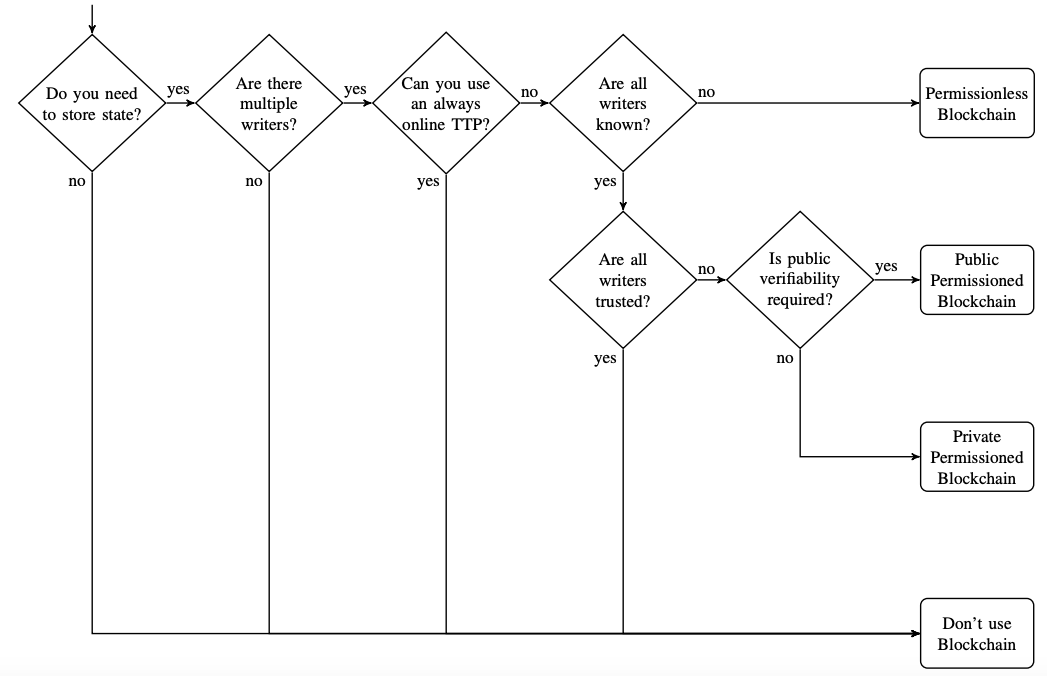 Do you need
to store state?
yes
no
Are there
multiple
writers?
yes
no
Can you use
an always
online TTP?
no
yes
Are all
writers
known?
no
yes
Permissionless
Blockchain
Are all
writers
trusted?
no
yes
Is public
verifiability
required?
yes
no
Public
Permissioned
Blockchain
Private
Permissioned
Blockchain
Don't use
Blockchain